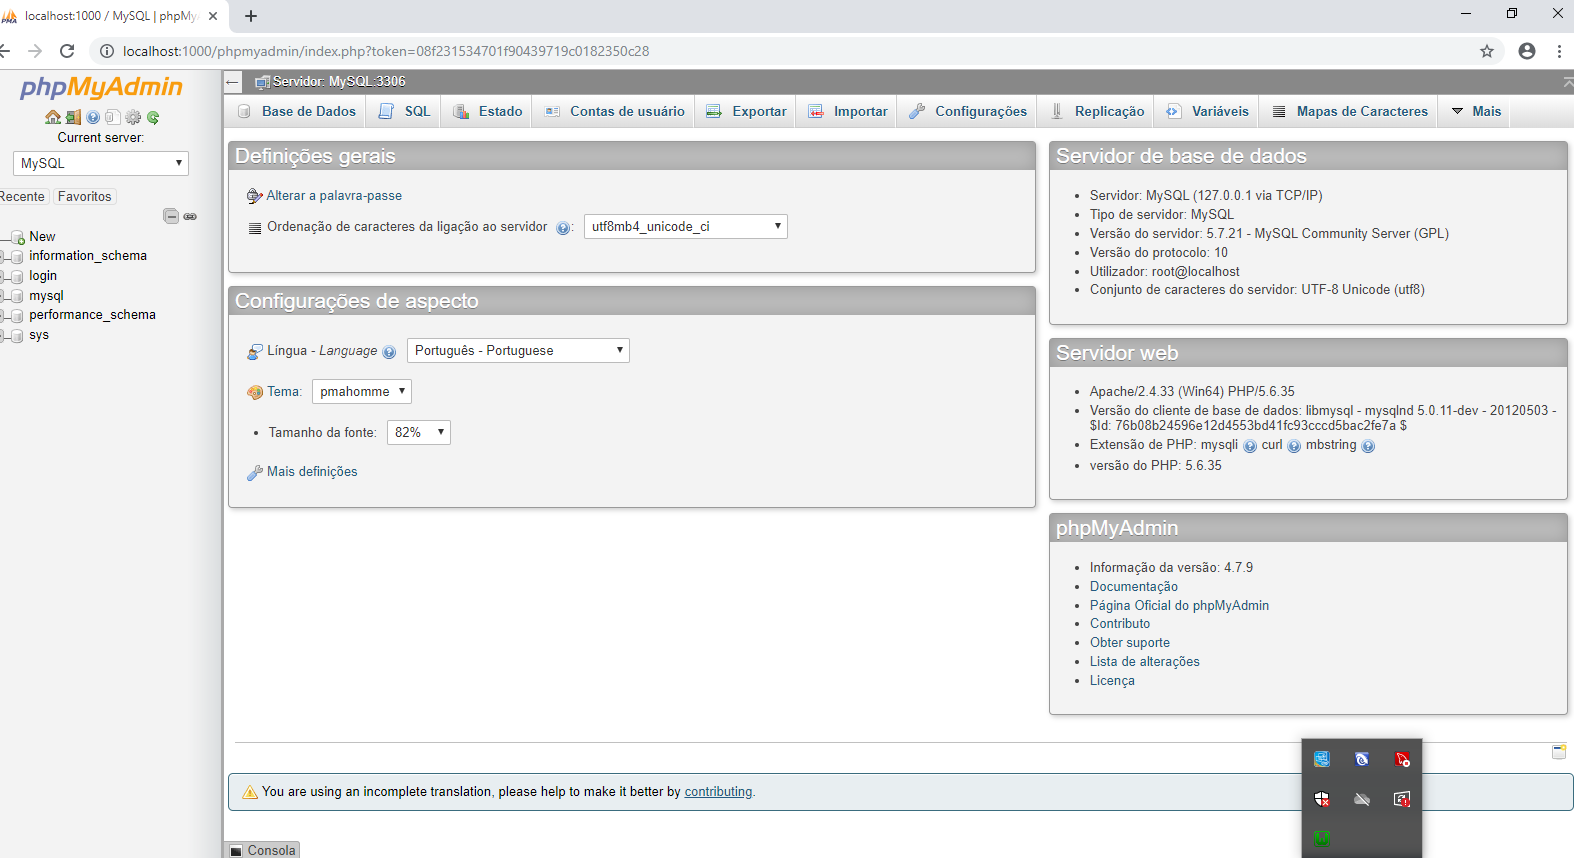 localhost:1000 / MySQL | phpMy
localhost:1000/phpmyadmin/index.php?token=08f231534701f90439719c0182350c28
phpMyAdmin
Current server:
MySQL
Recente Favoritos
New
information_schema
login
mysql
performance_schema
sys
Servidor: MySQL:3306
Base de Dados SQL Estado Contas de usuário Exportar Importar Configurações Replicação Variáveis Mapas de Caracteres Mais
Definições gerais
Alterar a palavra-passe
Ordenação de caracteres da ligação ao servidor : utf8mb4_unicode_ci
Configurações de aspecto
Língua - Language Português - Portuguese
Tema: pmahomme
• Tamanho da fonte: 82%
Mais definições
Servidor de base de dados
• Servidor: MySQL (127.0.0.1 via TCP/IP)
• Tipo de servidor: MySQL
• Versão do servidor: 5.7.21 - MySQL Community Server (GPL)
• Versão do protocolo: 10
• Utilizador: root@localhost
• Conjunto de caracteres do servidor: UTF-8 Unicode (utf8)
Servidor web
• Apache/2.4.33 (Win64) PHP/5.6.35
• Versão do cliente de base de dados: libmysql - mysqlnd 5.0.11-dev - 20120503 -
$Id: 76b08b24596e12d4553bd41fc93cccd5bac2fe7a $
• Extensão de PHP: mysqli curl mbstring
• versão do PHP: 5.6.35
phpMyAdmin
• Informação da versão: 4.7.9
• Documentação
• Página Oficial do phpMyAdmin
• Contributo
• Obter suporte
• Lista de alterações
• Licença
You are using an incomplete translation, please help to make it better by contributing.
Consola